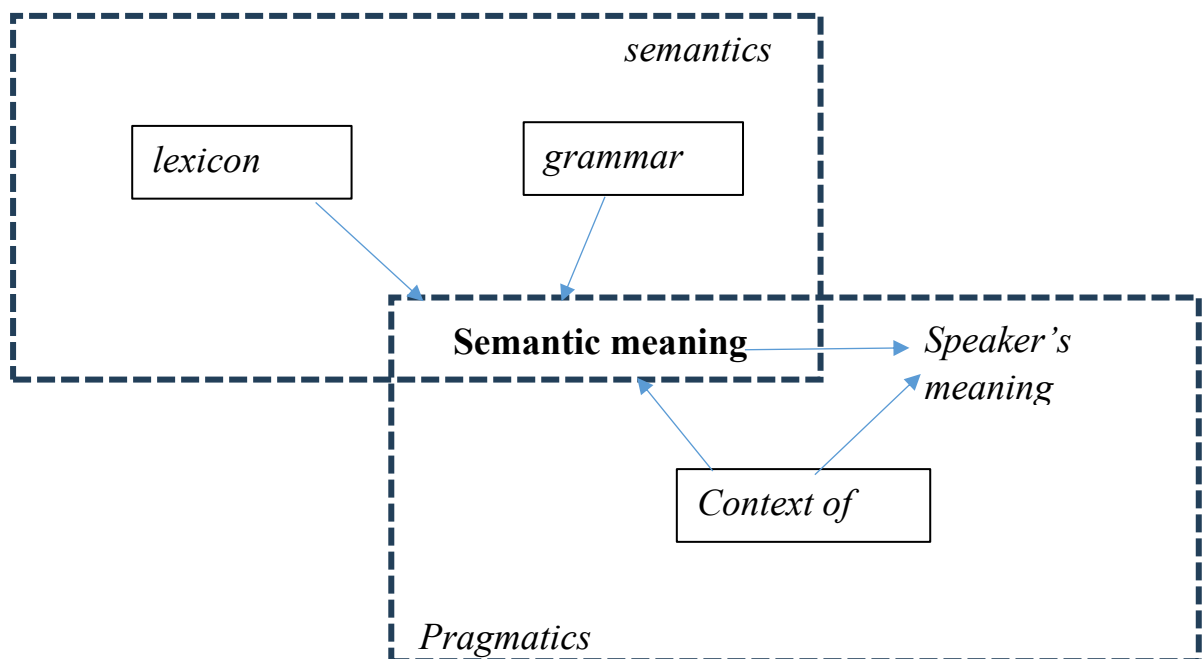 semantics
lexicon
grammar
Semantic meaning
Speaker’s
meaning
Context of
Pragmatics